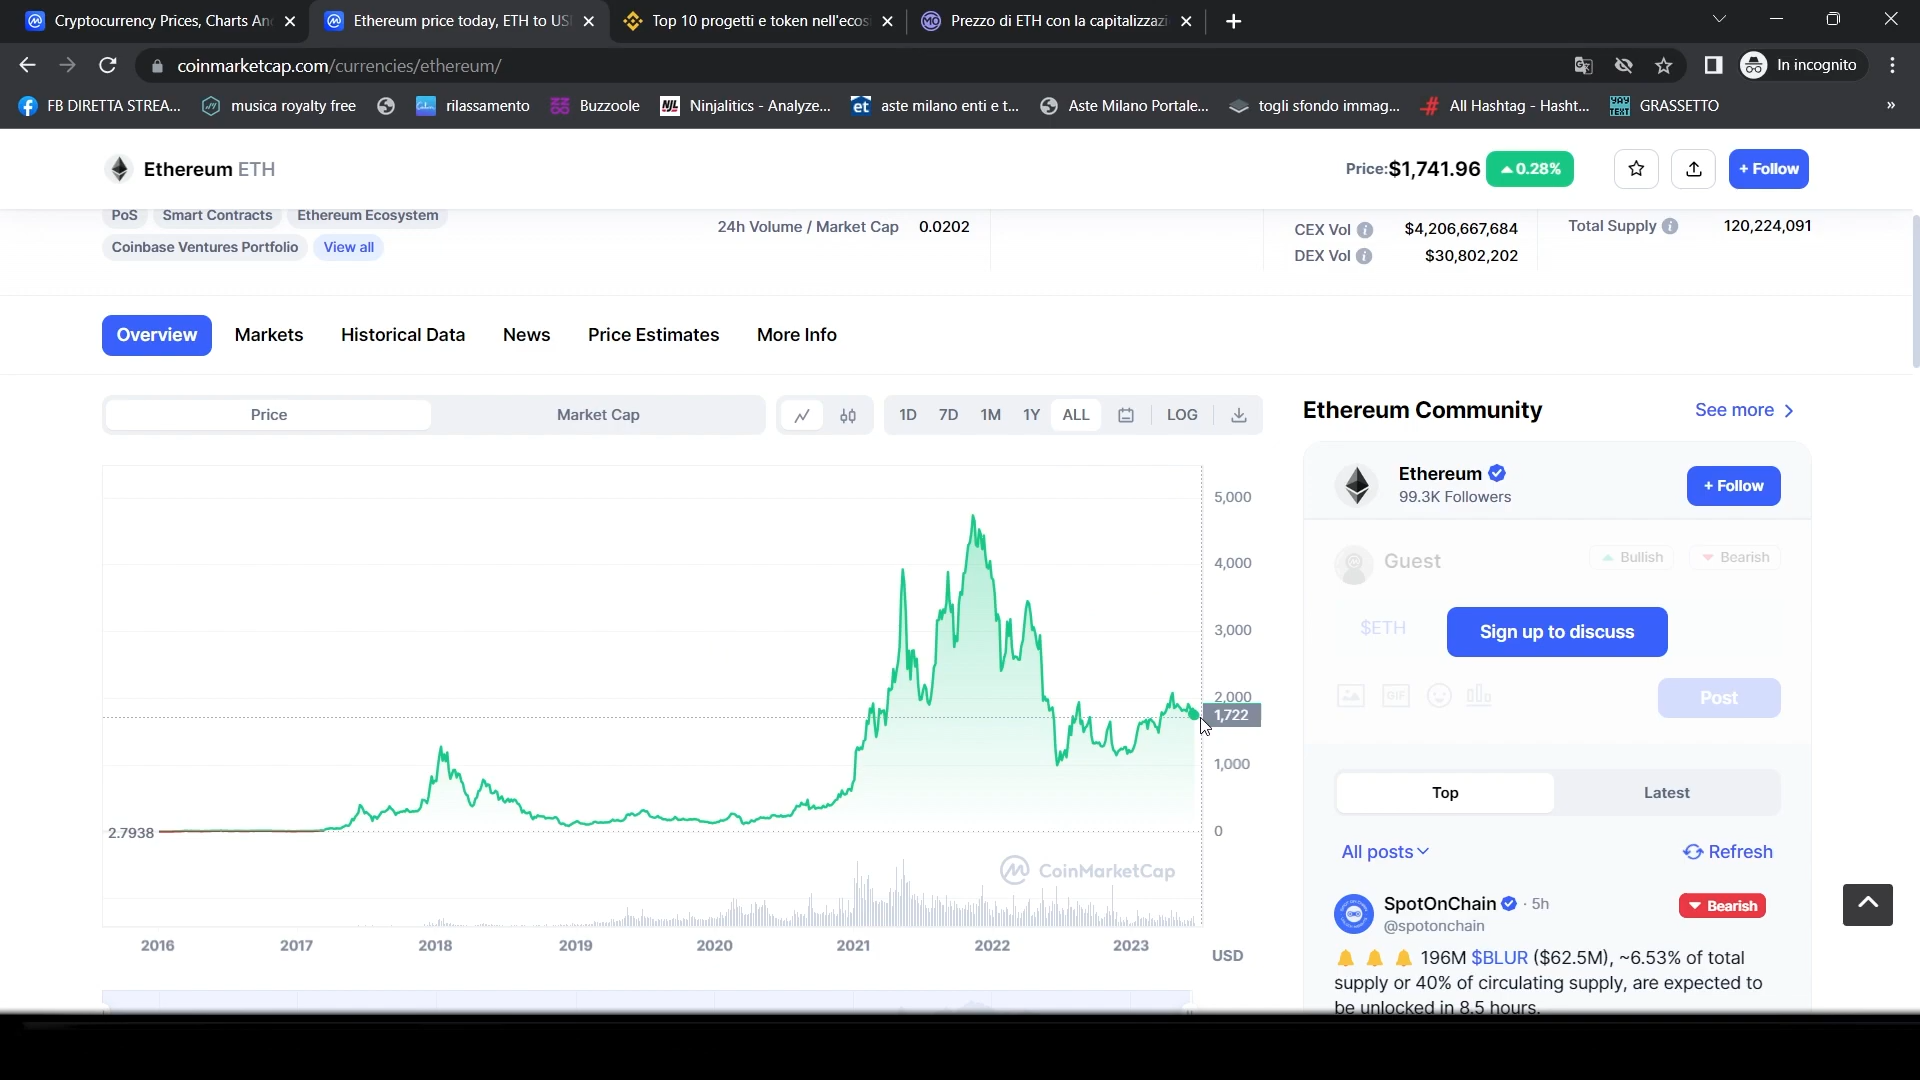 Cryptocurrency Prices, Charts An
Ethereum price today, ETH to US
Top 10 progetti e token nell'ecos
Prezzo di ETH con la capitalizzazi
coinmarketcap.com/currencies/ethereum/
In incognito
FB DIRETTA STREA...
musica royalty free
rilassamento
Buzzoole
NJL
Ninjalitics - Analyze...
et
aste milano enti e t...
Aste Milano Portale...
togli sfondo immag...
All Hashtag - Hasht...
YAY TEXT
GRASSETTO
»
Ethereum ETH
Price:$1,741.96
0.28%
+ Follow
PoS
Smart Contracts
Ethereum Ecosystem
Coinbase Ventures Portfolio
View all
24h Volume / Market Cap 0.0202
CEX Vol $4,206,667,684
DEX Vol $30,802,202
Total Supply 120,224,091
Overview
Markets
Historical Data
News
Price Estimates
More Info
Price
Market Cap
1D
7D
1M
1Y
ALL
LOG
5,000
4,000
3,000
2,000
1,722
1,000
0
2.7938
CoinMarketCap
2016
2017
2018
2019
2020
2021
2022
2023
USD
Ethereum Community
See more
Ethereum
99.3K Followers
+ Follow
Guest
Bullish
Bearish
$ETH
Sign up to discuss
GIF
Post
Top
Latest
All posts
Refresh
SpotOnChain · 5h
@spotonchain
Bearish
196M $BLUR ($62.5M), ~6.53% of total
supply or 40% of circulating supply, are expected to
be unlocked in 8.5 hours.